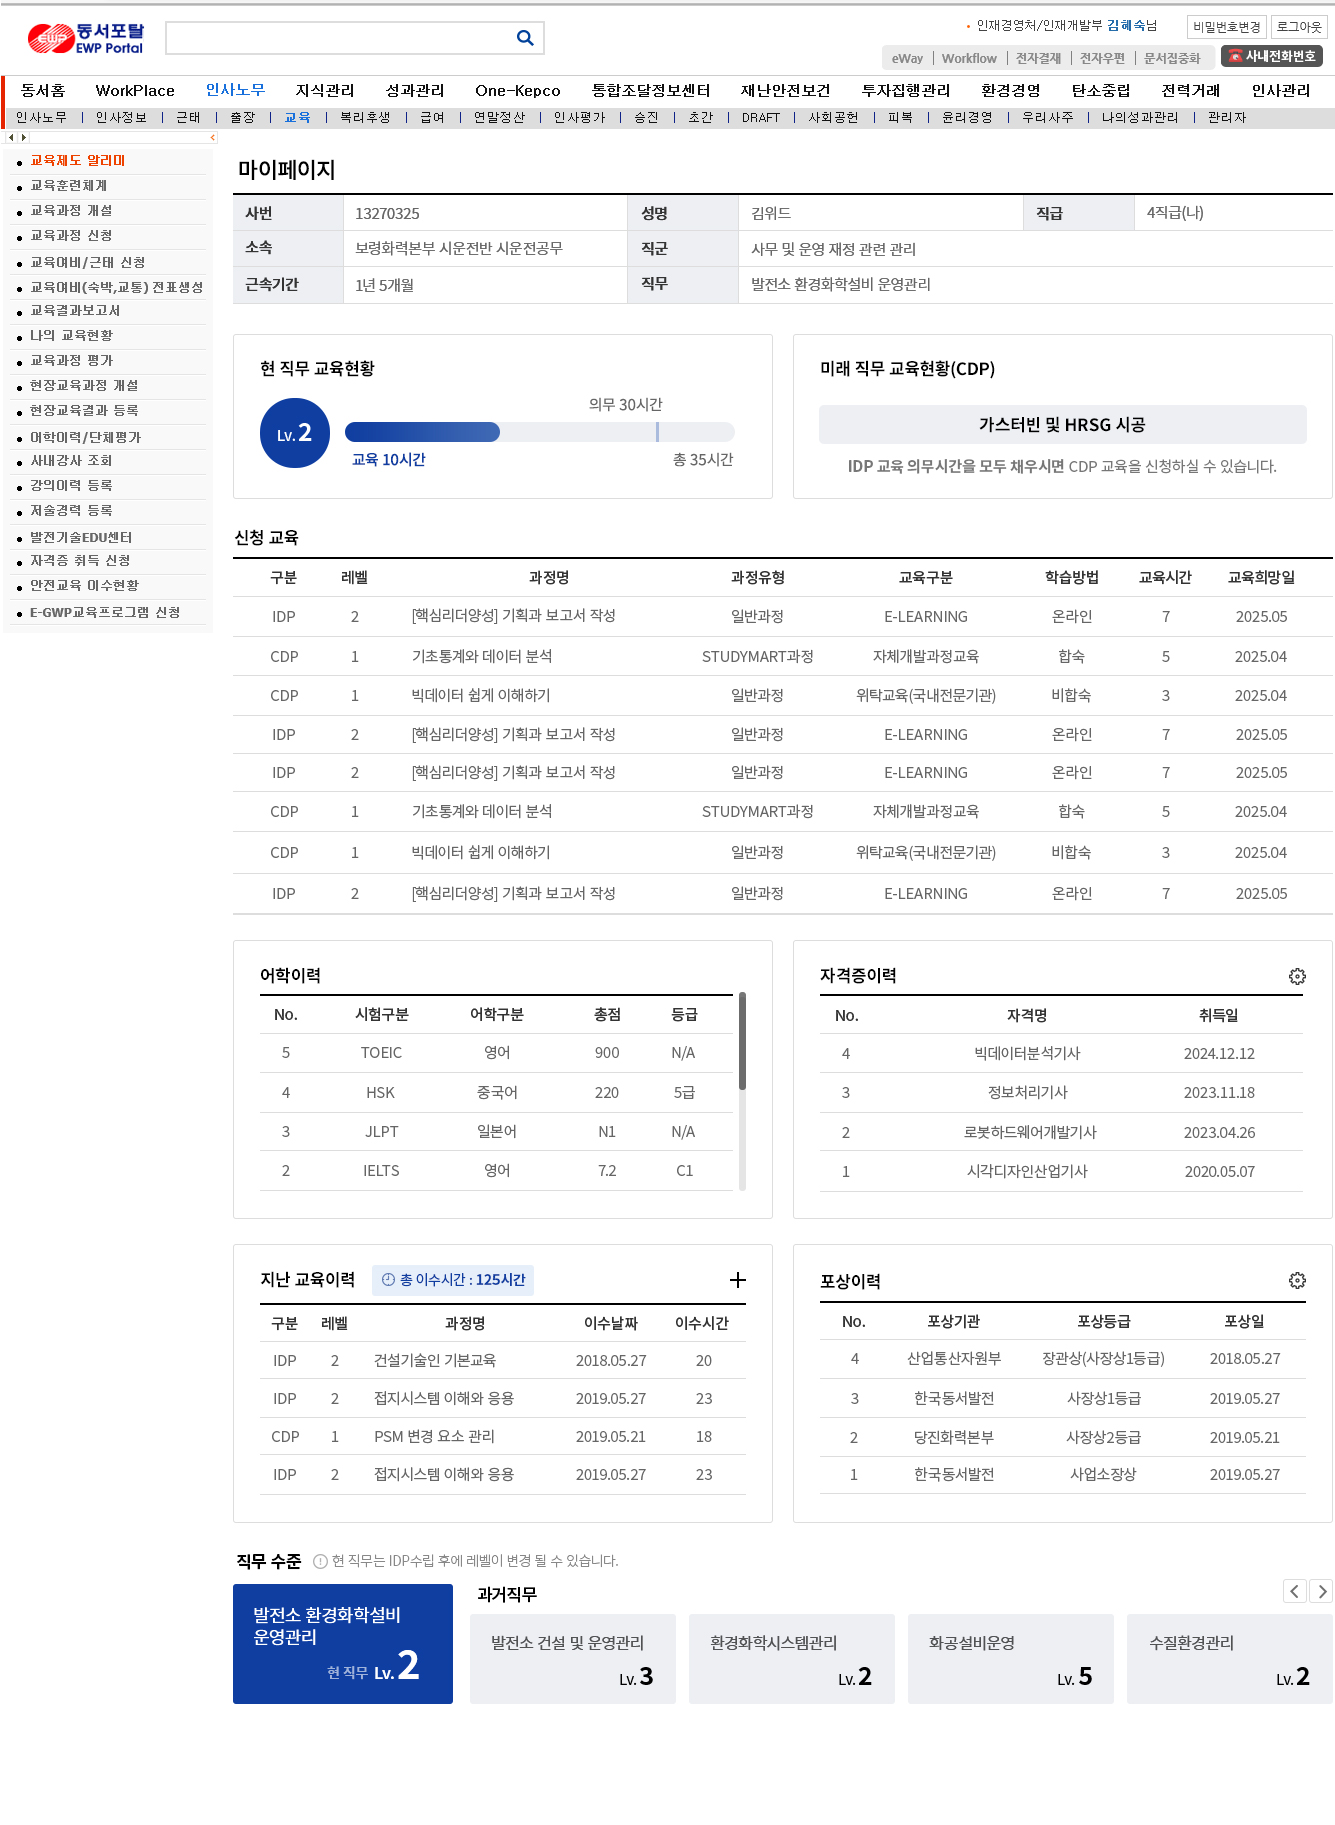 동서포탈
EWP Portal
인재경영처/인재개발부 김혜숙님
비밀번호변경 로그아웃
eWay Workflow 전자결재 전자우편 문서집중화 사내전화번호
동서홈 WorkPlace 인사노무 지식관리 성과관리 One-Kepco 통합조달정보센터 재난안전보건 투자집행관리 환경경영 탄소중립 전력거래 인사관리
인사노무 인사정보 근태 출장 교육 복리후생 급여 연말정산 인사평가 승진 초간 DRAFT 사회공헌 피복 윤리경영 우리사주 나의성과관리 관리자
교육제도 알리미
교육훈련체계
교육과정 개설
교육과정 신청
교육여비/근태 신청
교육여비(숙박,교통) 전표생성
교육결과보고서
나의 교육현황
교육과정 평가
현장교육과정 개설
현장교육결과 등록
어학이력/단체평가
사내강사 조회
강의이력 등록
저술경력 등록
발전기술EDU센터
자격증 취득 신청
안전교육 이수현황
E-GWP교육프로그램 신청
마이페이지
사번 13270325 성명 김위드 직급 4직급(나)
소속 보령화력본부 시운전반 시운전공무 직군 사무 및 운영 재정 관련 관리
근속기간 1년 5개월 직무 발전소 환경화학설비 운영관리
현 직무 교육현황
의무 30시간
Lv. 2
교육 10시간 총 35시간
미래 직무 교육현황(CDP)
가스터빈 및 HRSG 시공
IDP 교육 의무시간을 모두 채우시면 CDP 교육을 신청하실 수 있습니다.
신청 교육
구분 레벨 과정명 과정유형 교육구분 학습방법 교육시간 교육희망일
IDP 2 [핵심리더양성] 기획과 보고서 작성 일반과정 E-LEARNING 온라인 7 2025.05
CDP 1 기초통계와 데이터 분석 STUDYMART과정 자체개발과정교육 합숙 5 2025.04
CDP 1 빅데이터 쉽게 이해하기 일반과정 위탁교육(국내전문기관) 비합숙 3 2025.04
IDP 2 [핵심리더양성] 기획과 보고서 작성 일반과정 E-LEARNING 온라인 7 2025.05
IDP 2 [핵심리더양성] 기획과 보고서 작성 일반과정 E-LEARNING 온라인 7 2025.05
CDP 1 기초통계와 데이터 분석 STUDYMART과정 자체개발과정교육 합숙 5 2025.04
CDP 1 빅데이터 쉽게 이해하기 일반과정 위탁교육(국내전문기관) 비합숙 3 2025.04
IDP 2 [핵심리더양성] 기획과 보고서 작성 일반과정 E-LEARNING 온라인 7 2025.05
어학이력
No. 시험구분 어학구분 총점 등급
5 TOEIC 영어 900 N/A
4 HSK 중국어 220 5급
3 JLPT 일본어 N1 N/A
2 IELTS 영어 7.2 C1
자격증이력
No. 자격명 취득일
4 빅데이터분석기사 2024.12.12
3 정보처리기사 2023.11.18
2 로봇하드웨어개발기사 2023.04.26
1 시각디자인산업기사 2020.05.07
지난 교육이력 총 이수시간 : 125시간
구분 레벨 과정명 이수날짜 이수시간
IDP 2 건설기술인 기본교육 2018.05.27 20
IDP 2 접지시스템 이해와 응용 2019.05.27 23
CDP 1 PSM 변경 요소 관리 2019.05.21 18
IDP 2 접지시스템 이해와 응용 2019.05.27 23
포상이력
No. 포상기관 포상등급 포상일
4 산업통산자원부 장관상(사장상1등급) 2018.05.27
3 한국동서발전 사장상1등급 2019.05.27
2 당진화력본부 사장상2등급 2019.05.21
1 한국동서발전 사업소장상 2019.05.27
직무 수준 현 직무는 IDP수립 후에 레벨이 변경 될 수 있습니다.
발전소 환경화학설비
운영관리
현 직무 Lv. 2
과거직무
발전소 건설 및 운영관리
Lv. 3
환경화학시스템관리
Lv. 2
화공설비운영
Lv. 5
수질환경관리
Lv. 2